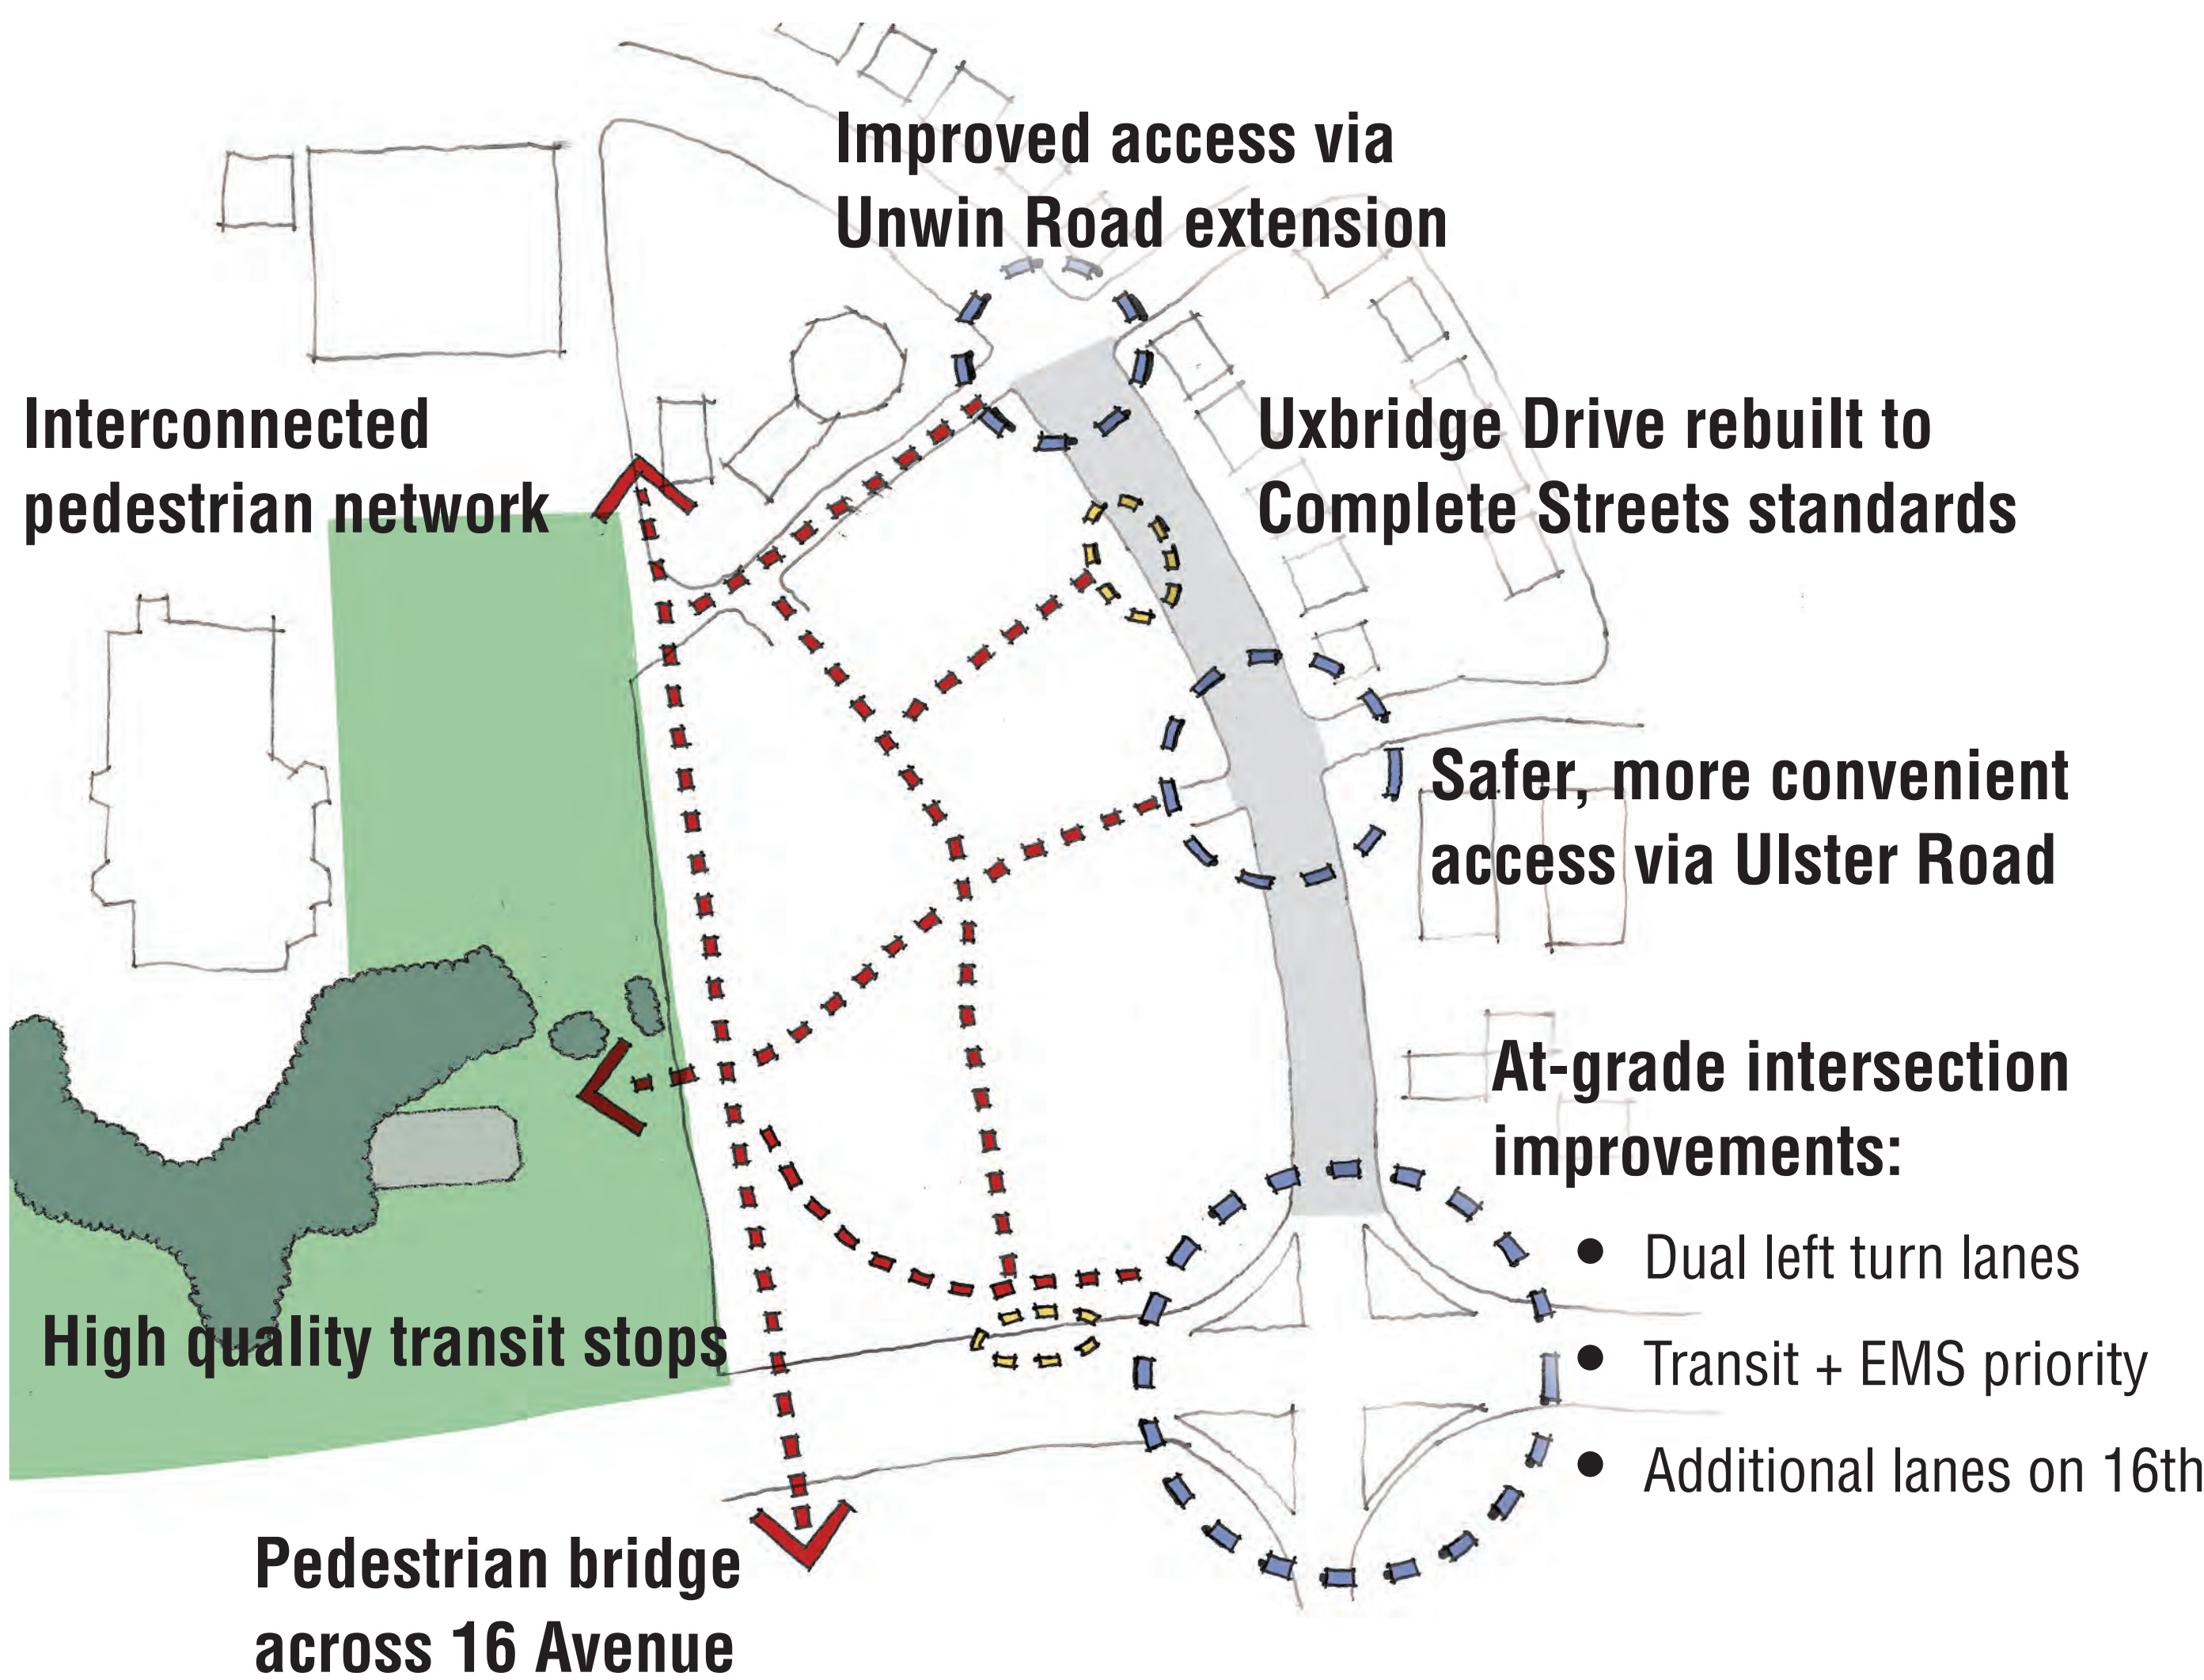 Improved access via
Unwin Road extension
Interconnected
pedestrian network
Uxbridge Drive rebuilt to
Complete Streets standards
Safer, more convenient
access via Ulster Road
At-grade intersection
improvements:
• Dual left turn lanes
• Transit + EMS priority
• Additional lanes on 16th
High quality transit stops
Pedestrian bridge
across 16 Avenue